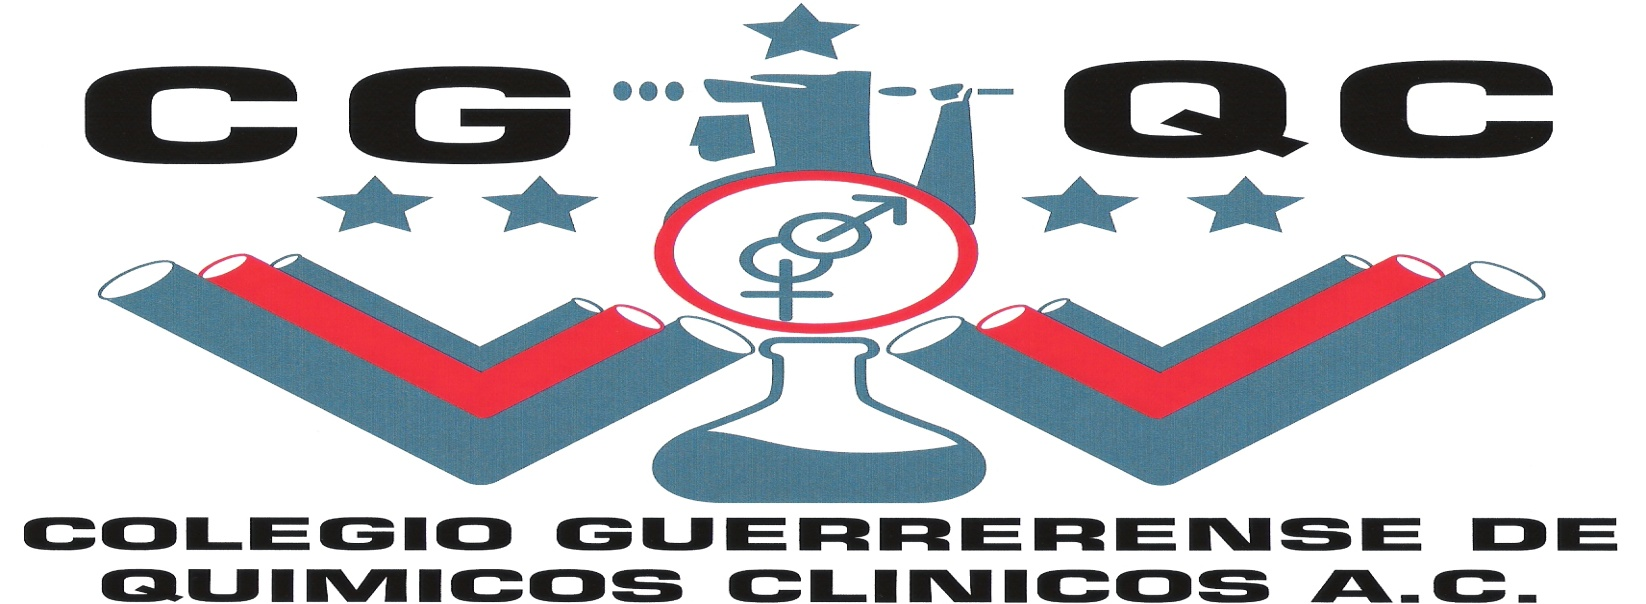 CG QC
COLEGIO GUERRERENSE DE
QUIMICOS CLINICOS A.C.